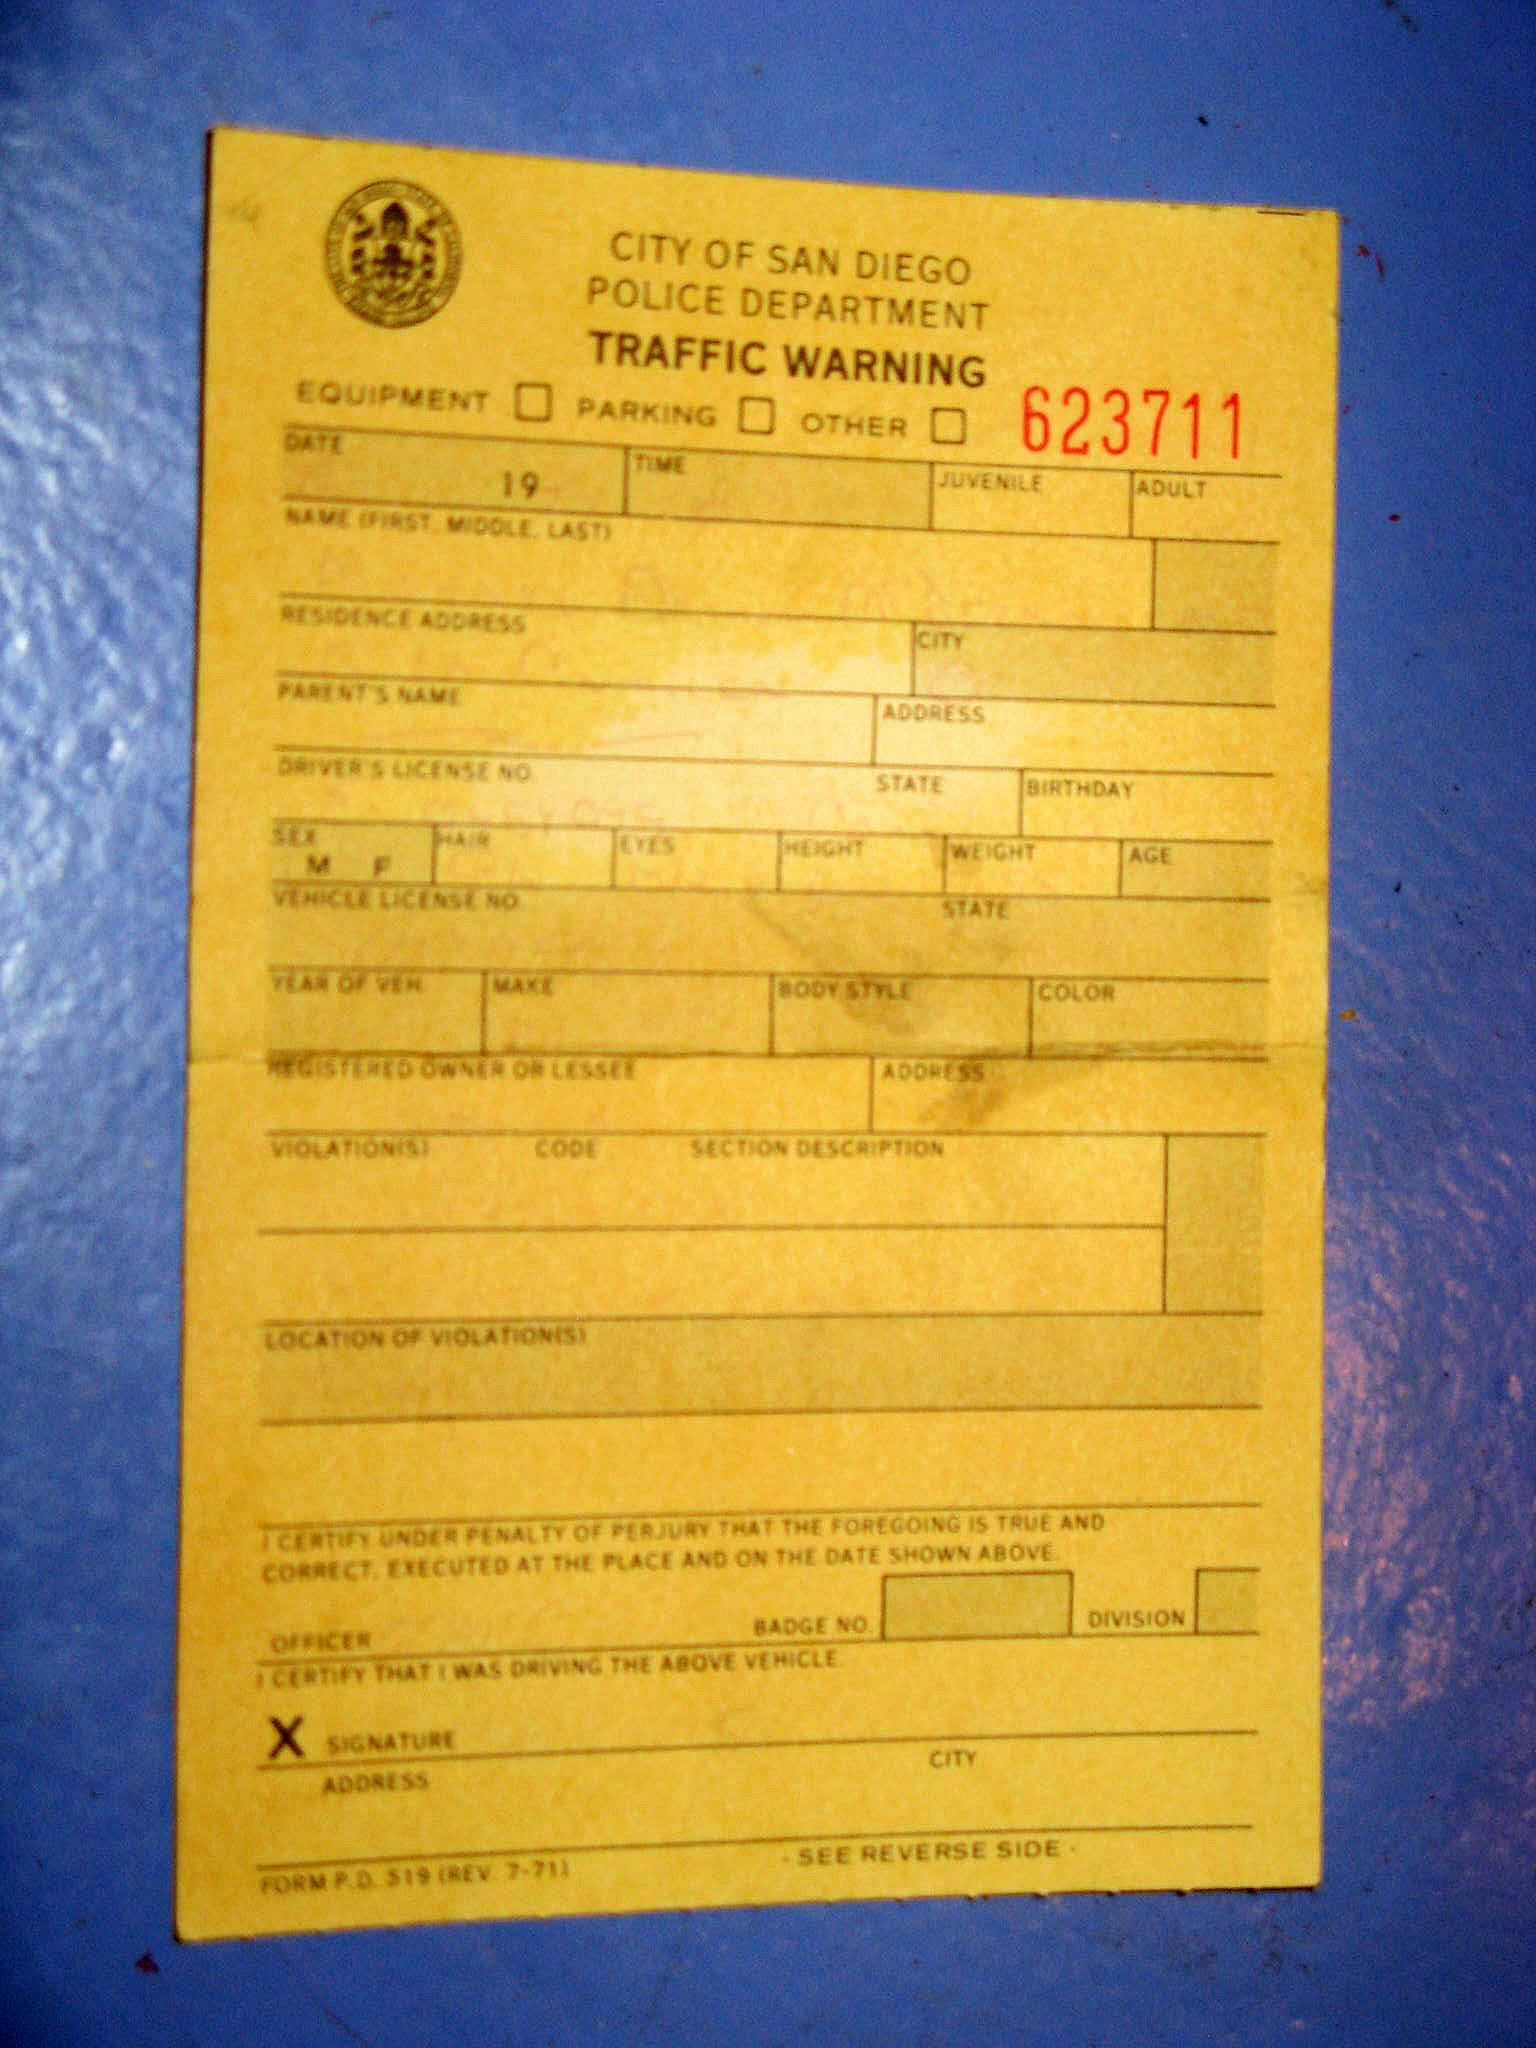 CITY OF SAN DIEGO
POLICE DEPARTMENT
TRAFFIC WARNING
EQUIPMENT PARKING OTHER 623711
DATE 19 TIME JUVENILE ADULT
NAME (FIRST, MIDDLE, LAST)
RESIDENCE ADDRESS CITY
PARENT'S NAME ADDRESS
DRIVER'S LICENSE NO. STATE BIRTHDAY
SEX M F HAIR EYES HEIGHT WEIGHT AGE
VEHICLE LICENSE NO. STATE
YEAR OF VEH. MAKE BODY STYLE COLOR
REGISTERED OWNER OR LESSEE ADDRESS
VIOLATION(S) CODE SECTION DESCRIPTION
LOCATION OF VIOLATION(S)
I CERTIFY UNDER PENALTY OF PERJURY THAT THE FOREGOING IS TRUE AND
CORRECT. EXECUTED AT THE PLACE AND ON THE DATE SHOWN ABOVE.
OFFICER BADGE NO. DIVISION
I CERTIFY THAT I WAS DRIVING THE ABOVE VEHICLE.
X SIGNATURE
ADDRESS CITY
- SEE REVERSE SIDE -
FORM P.D. 519 (REV. 7-71)